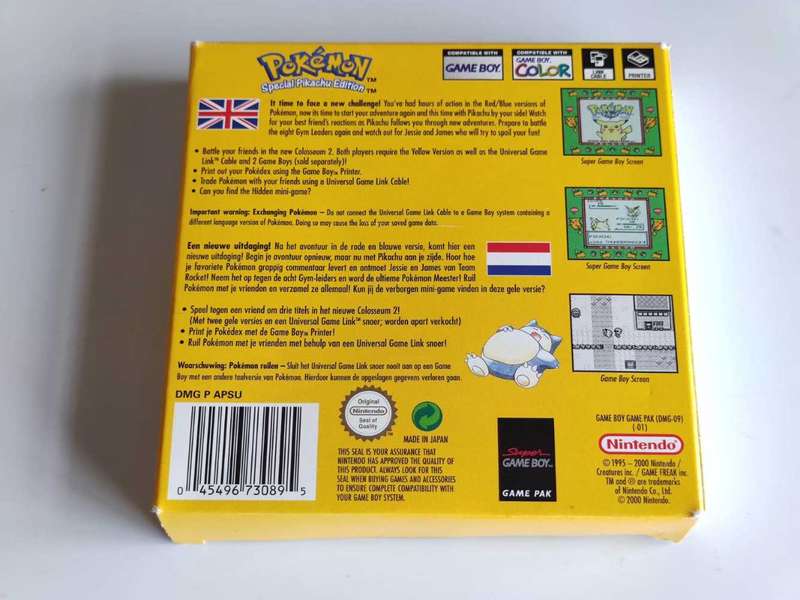 POKéMON™
Special Pikachu Edition™
COMPATIBLE WITH
GAME BOY
COMPATIBLE WITH
GAME BOY COLOR
LINK CABLE
PRINTER
It time to face a new challenge! You've had hours of action in the Red/Blue versions of
Pokémon, now its time to start your adventure again and this time with Pikachu by your side! Watch
for your best friend's reactions as Pikachu follows you through new adventures. Prepare to battle
the eight Gym Leaders again and watch out for Jessie and James who will try to spoil your fun!
• Battle your friends in the new Colosseum 2. Both players require the Yellow Version as well as the Universal Game
Link™ Cable and 2 Game Boys (sold separately)!
• Print out your Pokédex using the Game Boy™ Printer.
• Trade Pokémon with your friends using a Universal Game Link Cable!
• Can you find the Hidden mini-game?
Important warning: Exchanging Pokémon – Do not connect the Universal Game Link Cable to a Game Boy system containing a
different language version of Pokémon. Doing so may cause the loss of your saved game data.
Super Game Boy Screen
Super Game Boy Screen
Game Boy Screen
Een nieuwe uitdaging! Na het avontuur in de rode en blauwe versie, komt hier een
nieuwe uitdaging! Begin je avontuur opnieuw, maar nu met Pikachu aan je zijde. Hoor hoe
je favoriete Pokémon grappig commentaar levert en ontmoet Jessie en James van Team
Rocket! Neem het op tegen de acht Gym-leiders en word de ultieme Pokémon Meester! Ruil
Pokémon met je vrienden en verzamel ze allemaal! Kun jij de verborgen mini-game vinden in deze gele versie?
• Speel tegen een vriend om drie titels in het nieuwe Colosseum 2!
(Met twee gele versies en een Universal Game Link™ snoer; worden apart verkocht)
• Print je Pokédex met de Game Boy™ Printer!
• Ruil Pokémon met je vrienden met behulp van een Universal Game Link snoer!
Waarschuwing: Pokémon ruilen – Sluit het Universal Game Link snoer nooit aan op een Game
Boy met een andere taalversie van Pokémon. Hierdoor kunnen de opgeslagen gegevens verloren gaan.
DMG P APSU
0 45496 73089 5
Original
Nintendo
Seal of
Quality
MADE IN JAPAN
THIS SEAL IS YOUR ASSURANCE THAT
NINTENDO HAS APPROVED THE QUALITY OF
THIS PRODUCT. ALWAYS LOOK FOR THIS
SEAL WHEN BUYING GAMES AND ACCESSORIES
TO ENSURE COMPLETE COMPATIBILITY WITH
YOUR GAME BOY SYSTEM.
Super
GAME BOY™
GAME PAK
GAME BOY GAME PAK (DMG-09)
(-01)
Nintendo
© 1995 – 2000 Nintendo /
Creatures inc. / GAME FREAK inc.
TM and ® are trademarks
of Nintendo Co., Ltd.
© 2000 Nintendo.